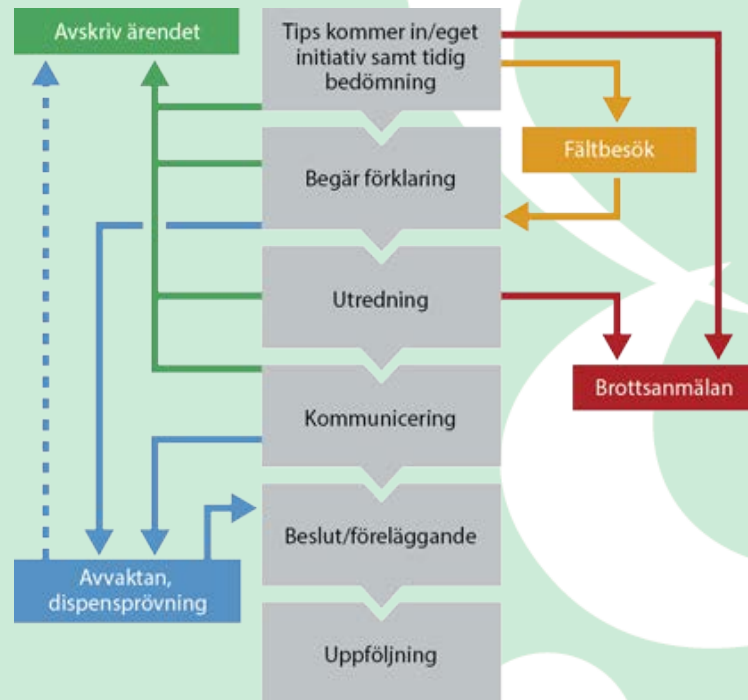 Avskriv ärendet
Tips kommer in/eget
initiativ samt tidig
bedömning
Fältbesök
Begär förklaring
Utredning
Brottsanmälan
Kommunicering
Beslut/föreläggande
Avvaktan,
dispensprövning
Uppföljning